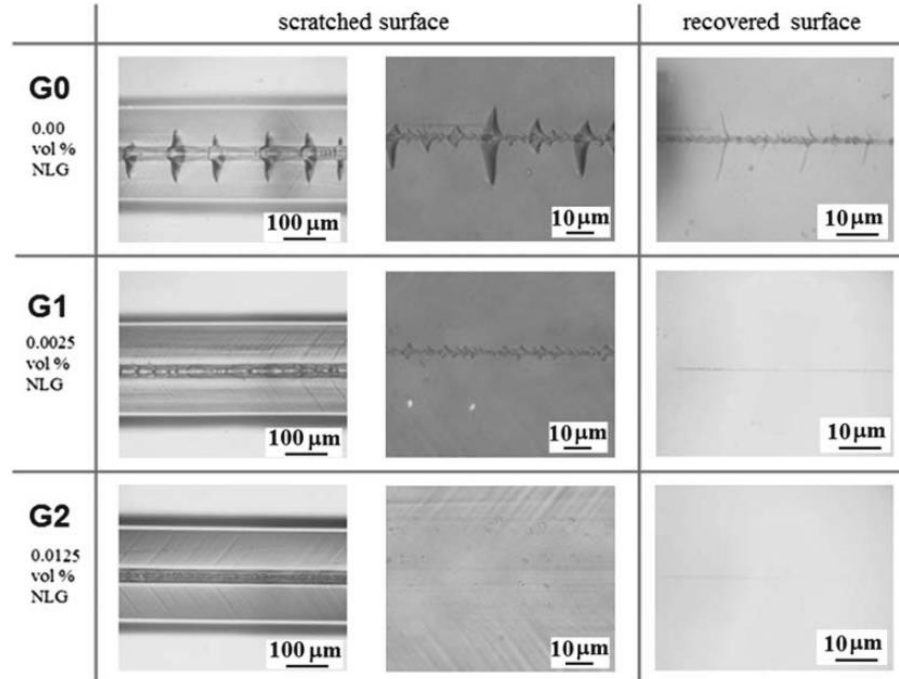 scratched surface
recovered surface
G0
0.00
vol %
NLG
100 μm
10 μm
10 μm
G1
0.0025
vol %
NLG
100 μm
10 μm
10 μm
G2
0.0125
vol %
NLG
100 μm
10 μm
10 μm